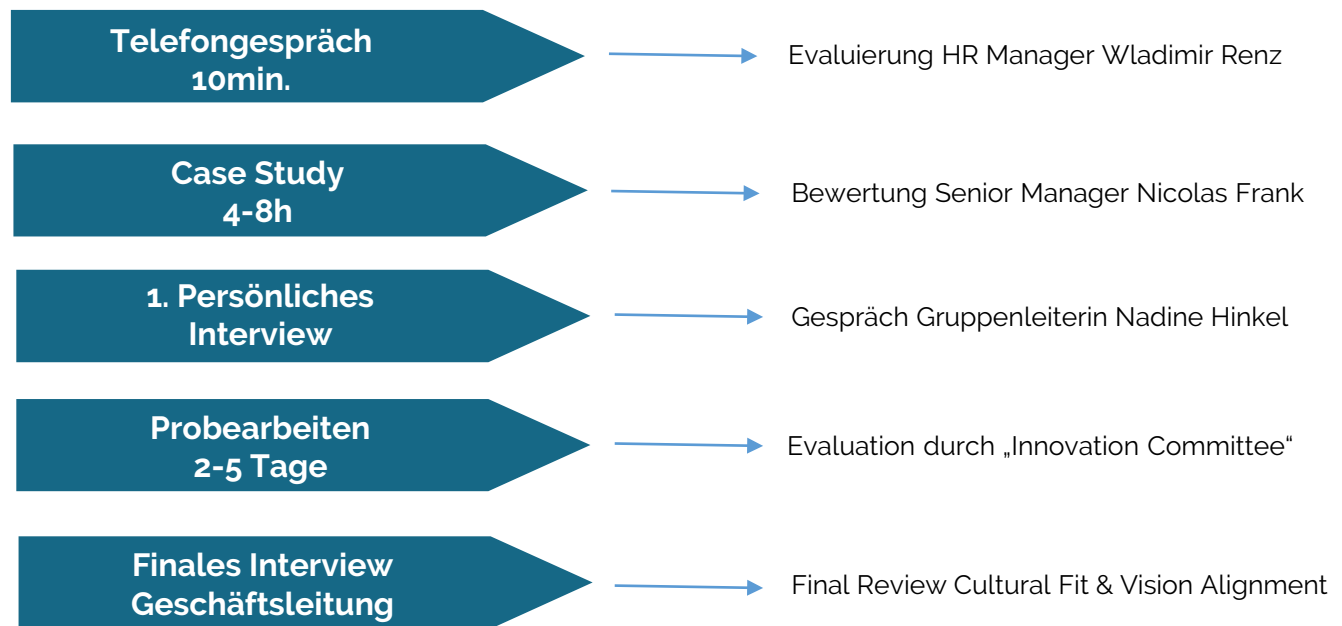 Telefongespräch
10min.
Evaluierung HR Manager Wladimir Renz
Case Study
4-8h
Bewertung Senior Manager Nicolas Frank
1. Persönliches
Interview
Gespräch Gruppenleiterin Nadine Hinkel
Probearbeiten
2-5 Tage
Evaluation durch „Innovation Committee“
Finales Interview
Geschäftsleitung
Final Review Cultural Fit & Vision Alignment